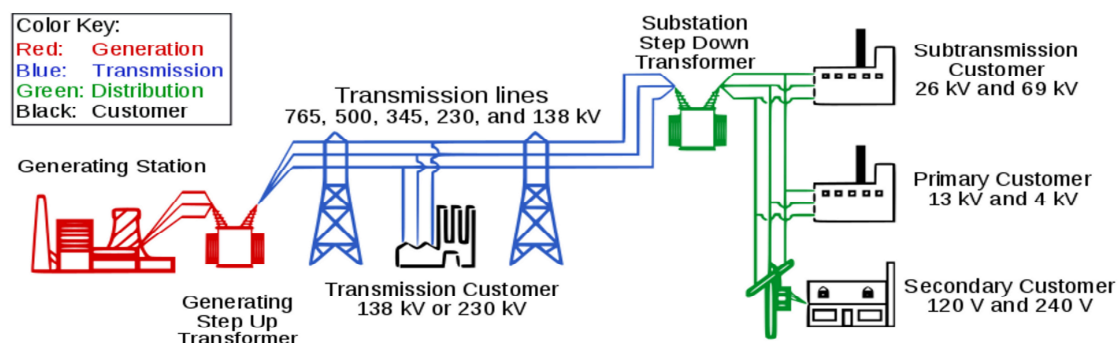 Color Key:
Red: Generation
Blue: Transmission
Green: Distribution
Black: Customer
Generating Station
Generating
Step Up
Transformer
Transmission lines
765, 500, 345, 230, and 138 kV
Transmission Customer
138 kV or 230 kV
Substation
Step Down
Transformer
Subtransmission
Customer
26 kV and 69 kV
Primary Customer
13 kV and 4 kV
Secondary Customer
120 V and 240 V